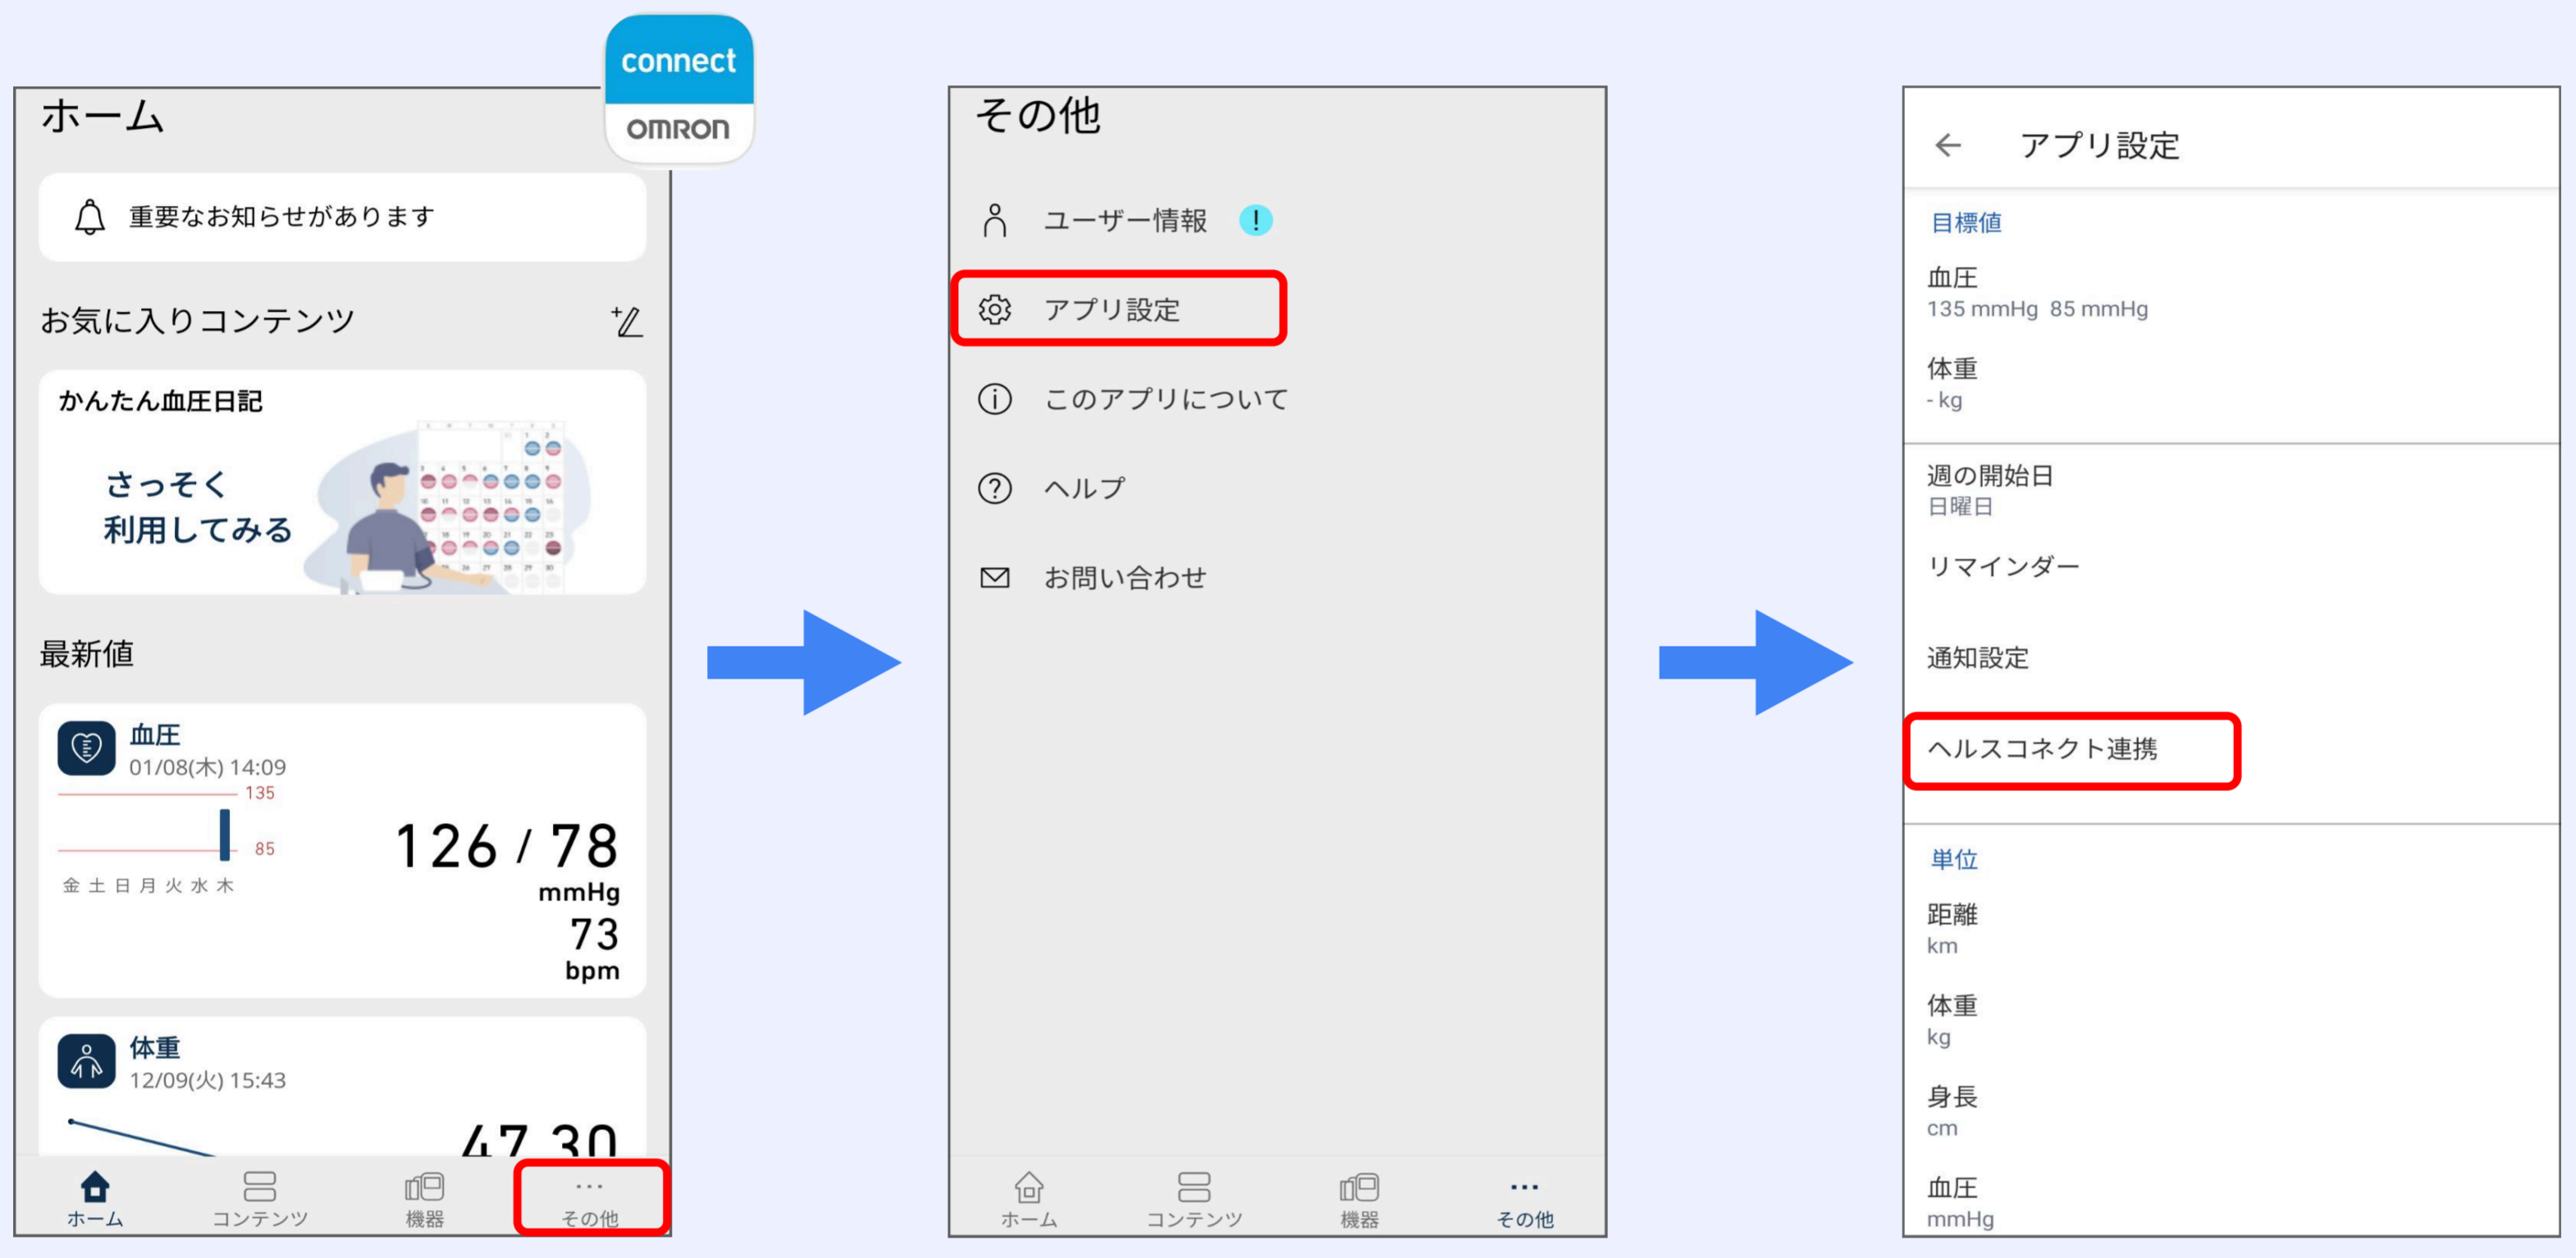 connect
OMRON
ホーム
重要なお知らせがあります
お気に入りコンテンツ
かんたん血圧日記
さっそく
利用してみる
最新値
血圧
01/08(木) 14:09
135
85
金 土 日 月 火 水 木
126 / 78
mmHg
73
bpm
体重
12/09(火) 15:43
47.30
ホーム
コンテンツ
機器
その他
その他
ユーザー情報 !
アプリ設定
このアプリについて
ヘルプ
お問い合わせ
ホーム
コンテンツ
機器
その他
アプリ設定
目標値
血圧
135 mmHg 85 mmHg
体重
- kg
週の開始日
日曜日
リマインダー
通知設定
ヘルスコネクト連携
単位
距離
km
体重
kg
身長
cm
血圧
mmHg